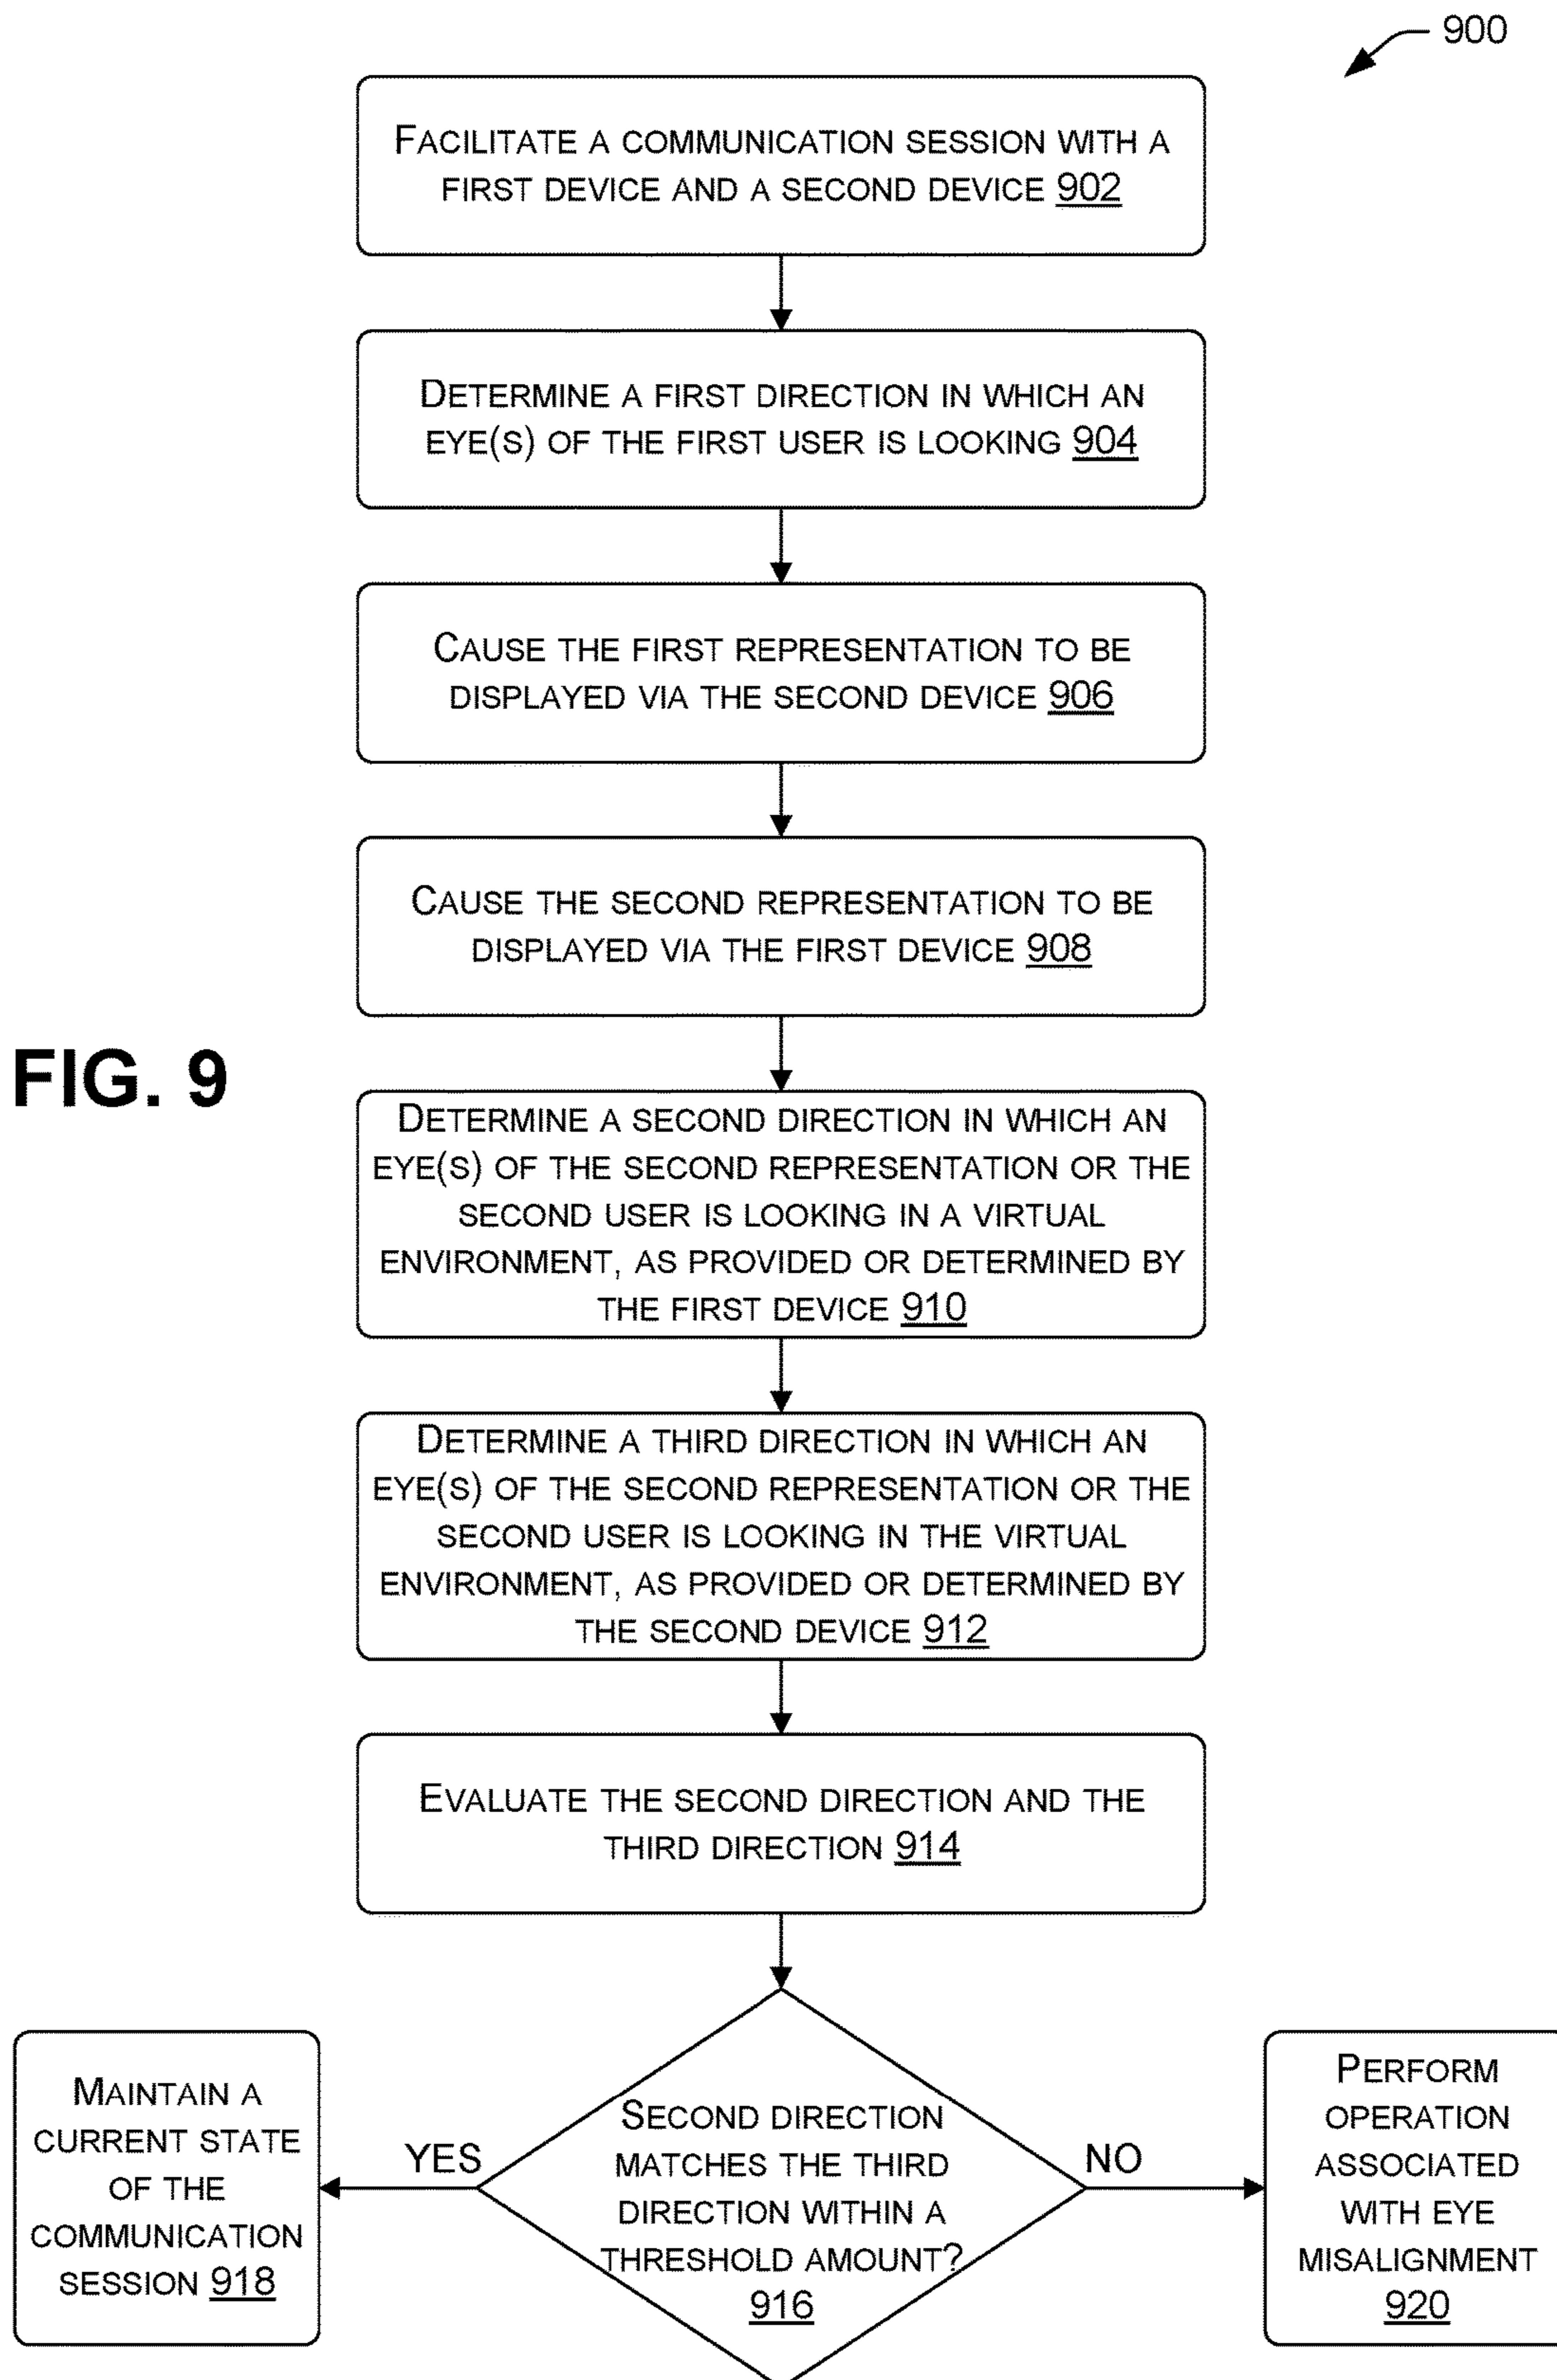 900
FACILITATE A COMMUNICATION SESSION WITH A
FIRST DEVICE AND A SECOND DEVICE 902
DETERMINE A FIRST DIRECTION IN WHICH AN
EYE(S) OF THE FIRST USER IS LOOKING 904
CAUSE THE FIRST REPRESENTATION TO BE
DISPLAYED VIA THE SECOND DEVICE 906
CAUSE THE SECOND REPRESENTATION TO BE
DISPLAYED VIA THE FIRST DEVICE 908
FIG. 9
DETERMINE A SECOND DIRECTION IN WHICH AN
EYE(S) OF THE SECOND REPRESENTATION OR THE
SECOND USER IS LOOKING IN A VIRTUAL
ENVIRONMENT, AS PROVIDED OR DETERMINED BY
THE FIRST DEVICE 910
DETERMINE A THIRD DIRECTION IN WHICH AN
EYE(S) OF THE SECOND REPRESENTATION OR THE
SECOND USER IS LOOKING IN THE VIRTUAL
ENVIRONMENT, AS PROVIDED OR DETERMINED BY
THE SECOND DEVICE 912
EVALUATE THE SECOND DIRECTION AND THE
THIRD DIRECTION 914
MAINTAIN A
CURRENT STATE
OF THE
COMMUNICATION
SESSION 918
YES
SECOND DIRECTION
MATCHES THE THIRD
DIRECTION WITHIN A
THRESHOLD AMOUNT?
916
NO
PERFORM
OPERATION
ASSOCIATED
WITH EYE
MISALIGNMENT
920